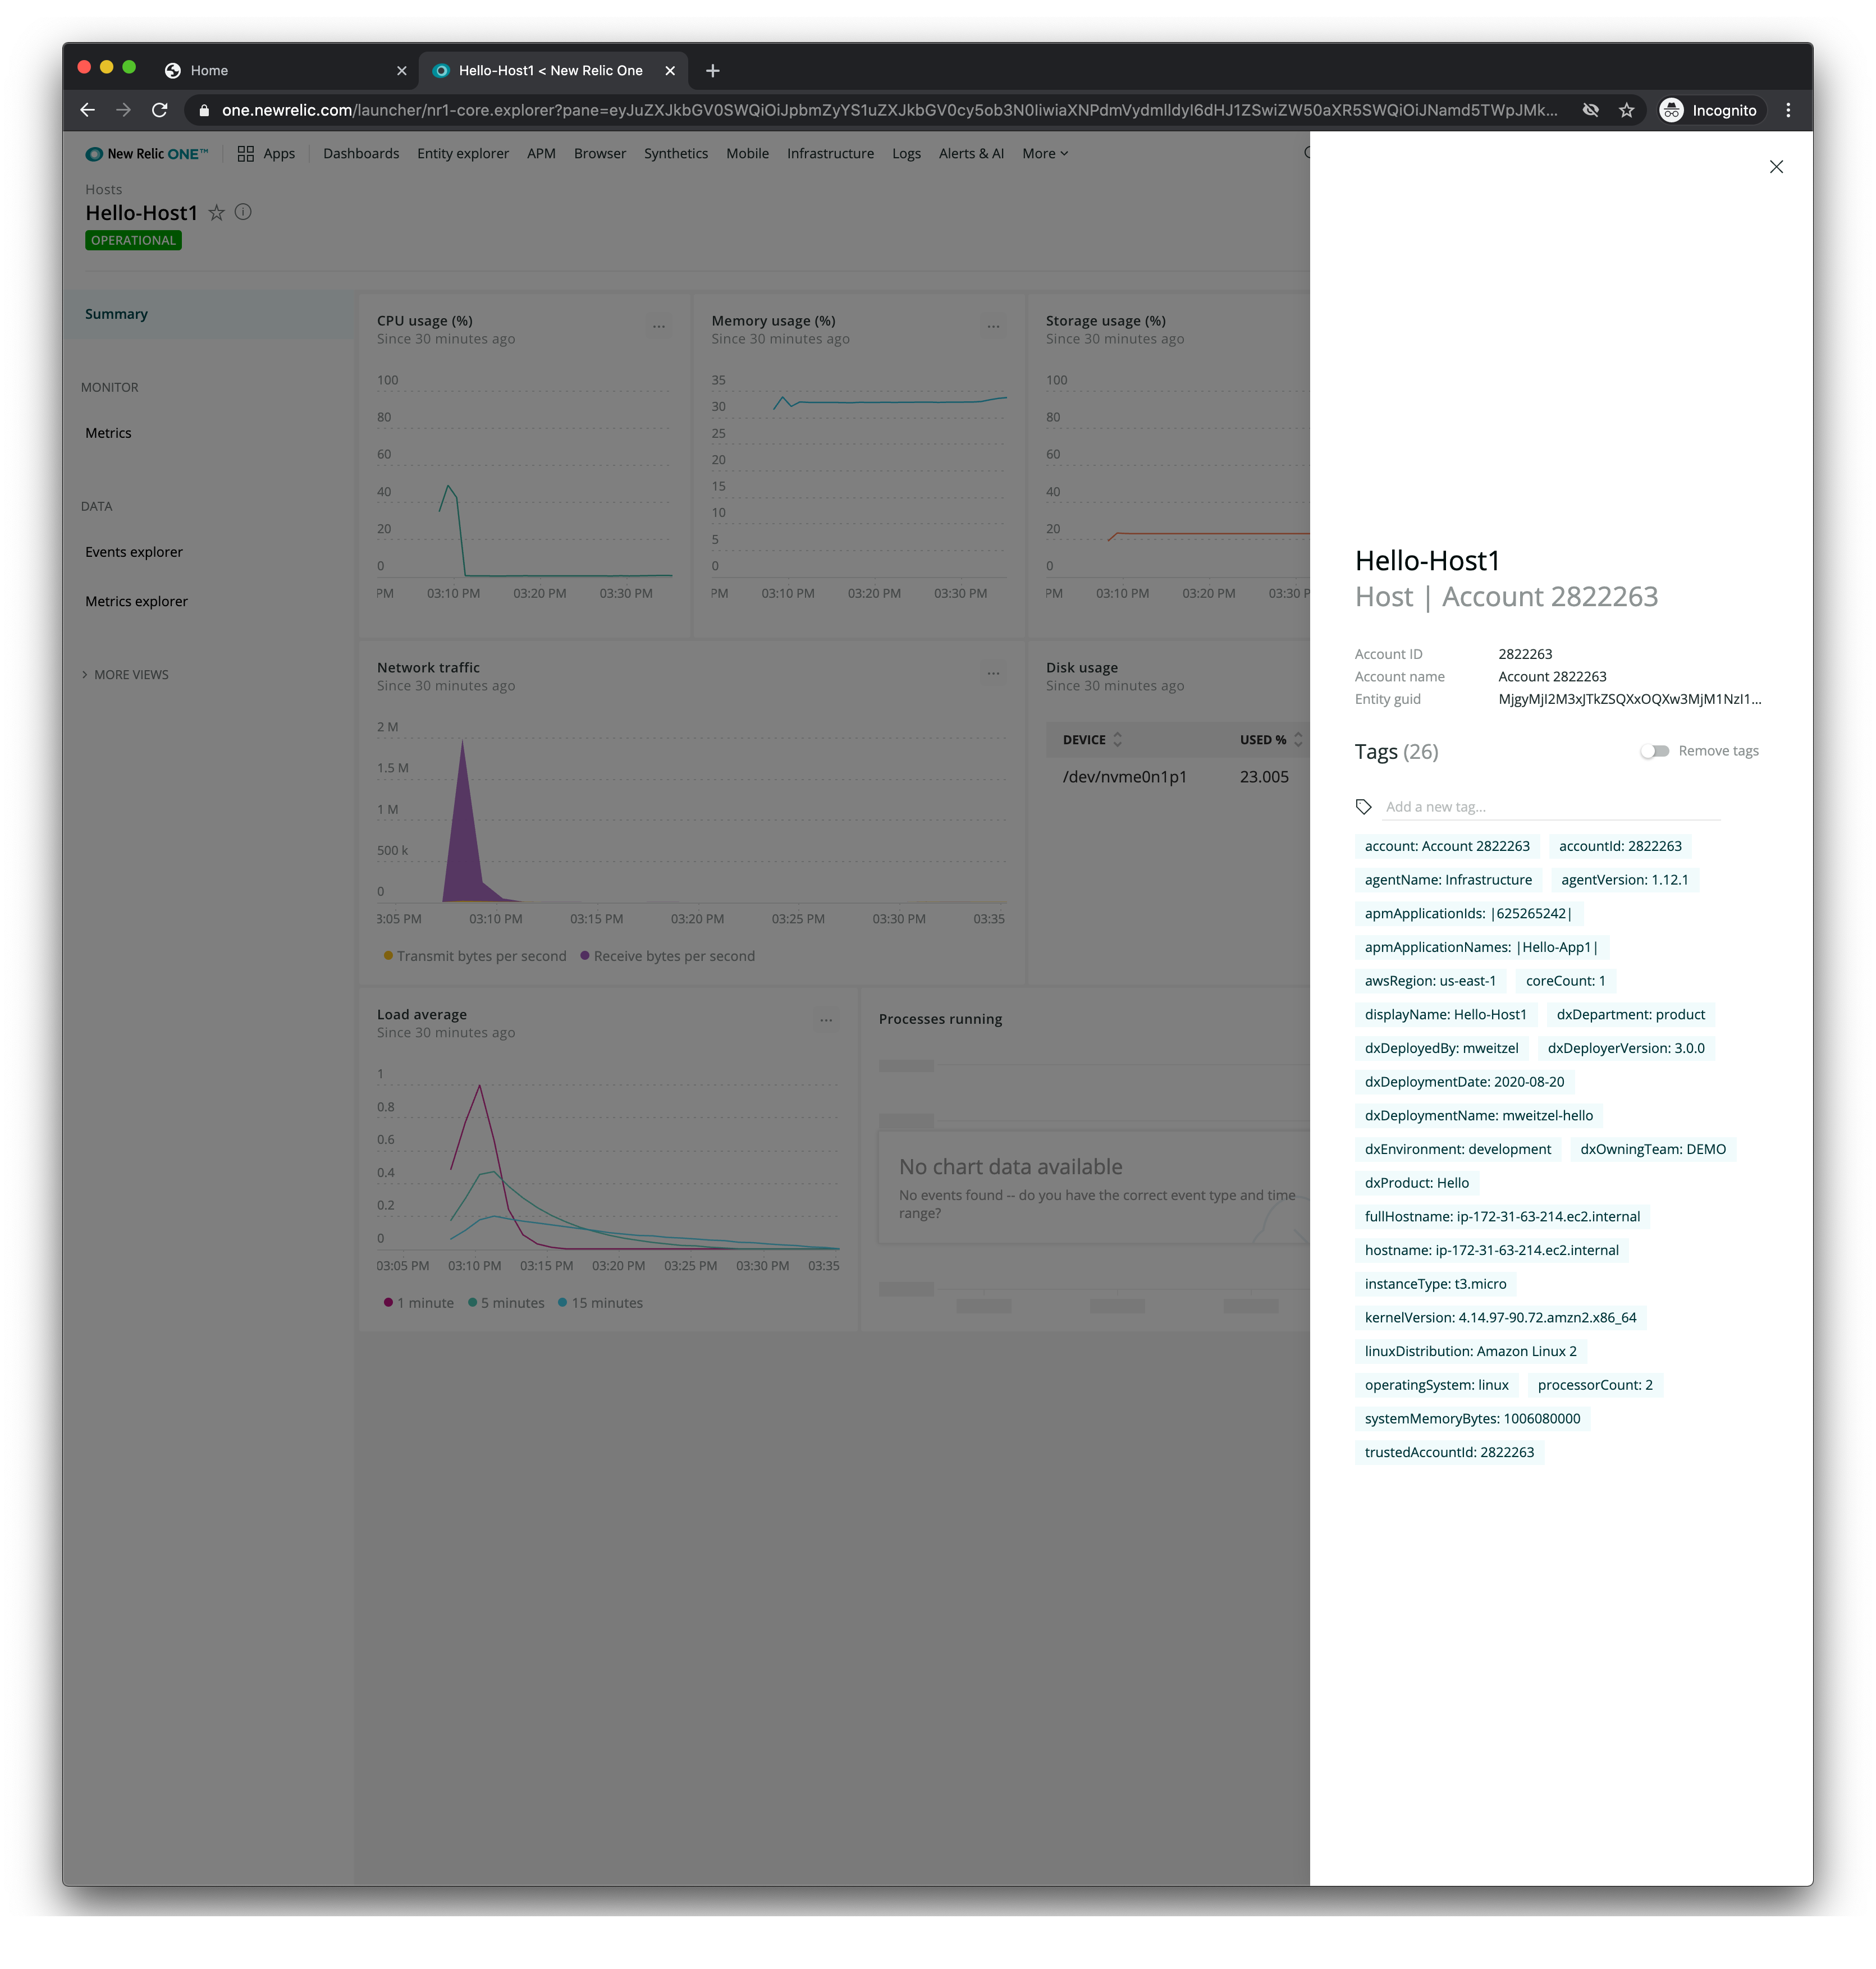 Home
Hello-Host1 < New Relic One
one.newrelic.com/launcher/nr1-core.explorer?pane=eyJuZXJkbGV0SWQiOiJpbmZyYS1uZXJkbGV0cy5ob3N0IiwiaXNPdmVydmlldyI6dHJ1ZSwiZW50aXR5SWQiOiJNamd5TWpJMk...
Incognito
New Relic ONE™ Apps Dashboards Entity explorer APM Browser Synthetics Mobile Infrastructure Logs Alerts & AI More
Hosts
Hello-Host1
OPERATIONAL
Summary
MONITOR
Metrics
DATA
Events explorer
Metrics explorer
MORE VIEWS
CPU usage (%)
Since 30 minutes ago
100
80
60
40
20
0
PM 03:10 PM 03:20 PM 03:30 PM
Memory usage (%)
Since 30 minutes ago
35
30
25
20
15
10
5
0
PM 03:10 PM 03:20 PM 03:30 PM
Storage usage (%)
Since 30 minutes ago
100
80
60
40
20
0
PM 03:10 PM 03:20 PM 03:30 P
Network traffic
Since 30 minutes ago
2 M
1.5 M
1 M
500 k
0
3:05 PM 03:10 PM 03:15 PM 03:20 PM 03:25 PM 03:30 PM 03:35
Transmit bytes per second Receive bytes per second
Disk usage
Since 30 minutes ago
DEVICE USED %
/dev/nvme0n1p1 23.005
Load average
Since 30 minutes ago
1
0.8
0.6
0.4
0.2
0
03:05 PM 03:10 PM 03:15 PM 03:20 PM 03:25 PM 03:30 PM 03:35
1 minute 5 minutes 15 minutes
Processes running
No chart data available
No events found -- do you have the correct event type and time
range?
Hello-Host1
Host | Account 2822263
Account ID 2822263
Account name Account 2822263
Entity guid MjgyMjI2M3xJTkZSQXxOQXw3MjM1NzI1...
Tags (26)
Remove tags
Add a new tag...
account: Account 2822263 accountId: 2822263
agentName: Infrastructure agentVersion: 1.12.1
apmApplicationIds: |625265242|
apmApplicationNames: |Hello-App1|
awsRegion: us-east-1 coreCount: 1
displayName: Hello-Host1 dxDepartment: product
dxDeployedBy: mweitzel dxDeployerVersion: 3.0.0
dxDeploymentDate: 2020-08-20
dxDeploymentName: mweitzel-hello
dxEnvironment: development dxOwningTeam: DEMO
dxProduct: Hello
fullHostname: ip-172-31-63-214.ec2.internal
hostname: ip-172-31-63-214.ec2.internal
instanceType: t3.micro
kernelVersion: 4.14.97-90.72.amzn2.x86_64
linuxDistribution: Amazon Linux 2
operatingSystem: linux processorCount: 2
systemMemoryBytes: 1006080000
trustedAccountId: 2822263